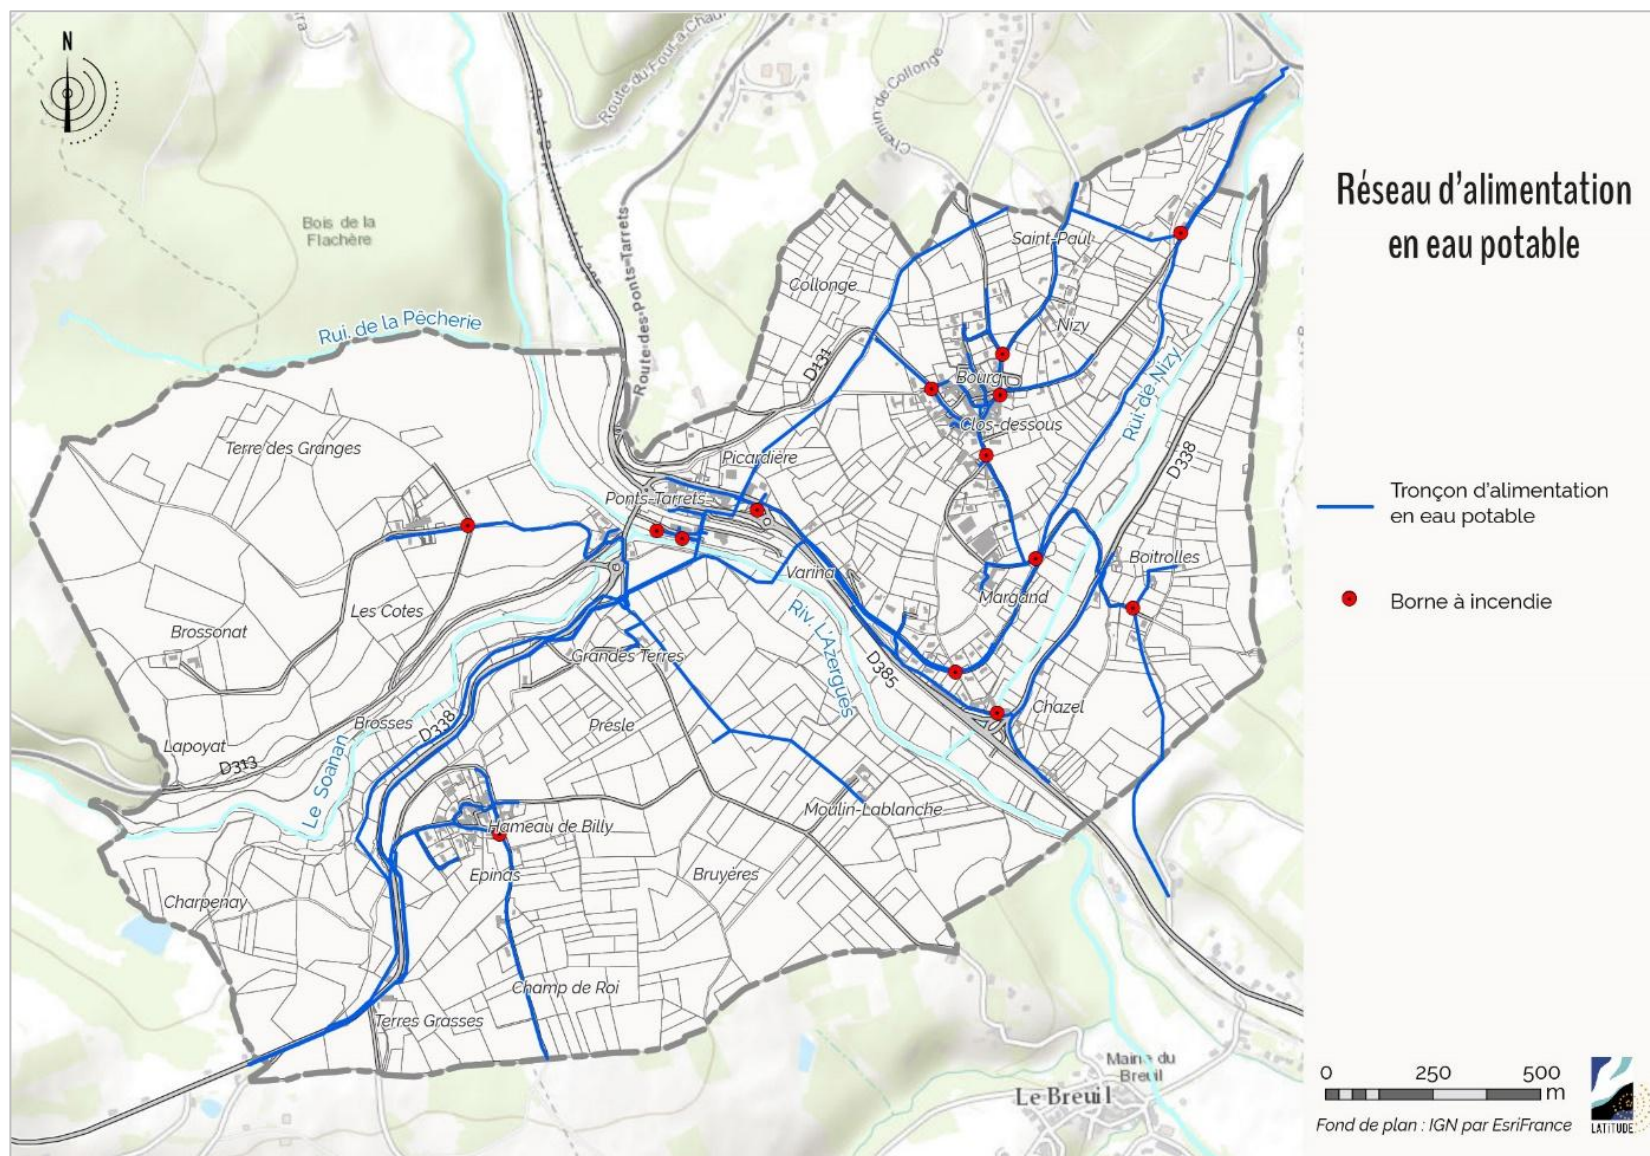 N
Bois de la
Flachère
Route du Four à Chau
Chemin de Collonge
Route des Ponts-Tarrets
Rui. de la Pêcherie
Saint-Paul
Collonge
Nizy
D131
Rui. de Nizy
Bourg
Clos-dessous
D338
Terre des Granges
Picardière
Ponts-Tarrets
Varina
Boitrolles
Margand
Les Cotes
Brossonat
Riv. L'Azergues
Grandes Terres
D385
Chazel
Presle
Brosses
D338
Lapoyat
D313
Le Soanan
Moulin-Lablanche
Hameau de Billy
Epinas
Bruyères
Charpenay
Champ de Roi
Terres Grasses
Mairie du
Breuil
Le Breuil
Réseau d'alimentation
en eau potable
Tronçon d'alimentation
en eau potable
Borne à incendie
0 250 500
m
Fond de plan : IGN par EsriFrance
LATITUDE